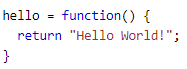 hello = function() {
  return "Hello World!";
}